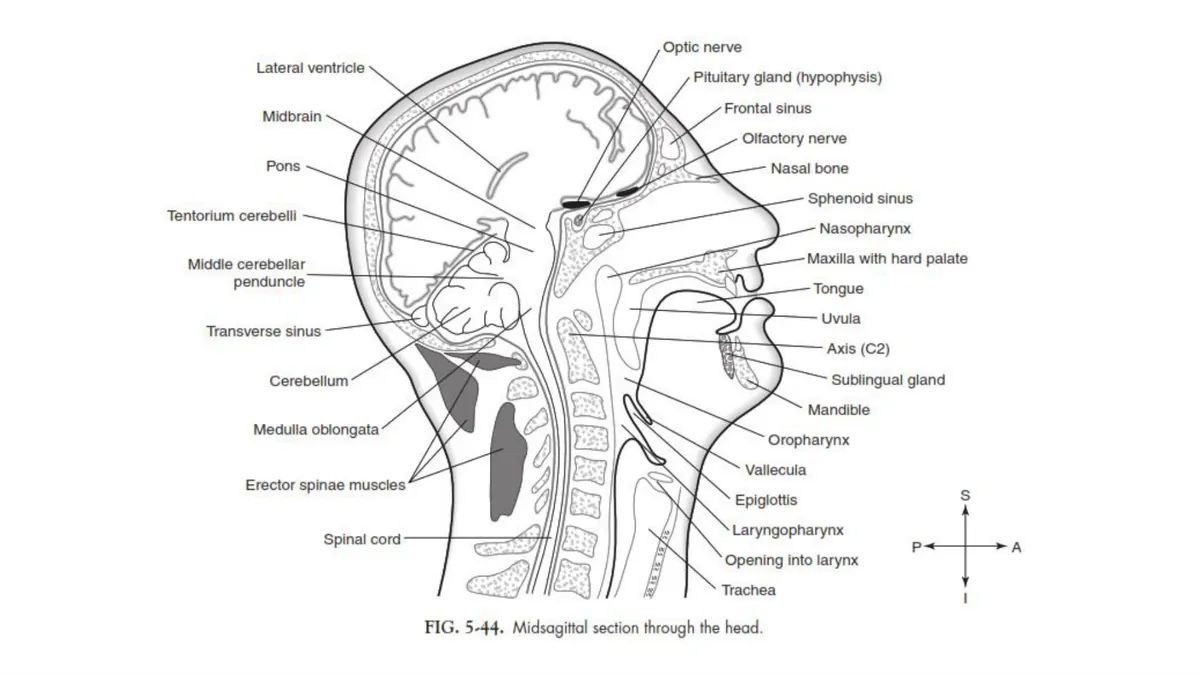 Lateral ventricle
Midbrain
Pons
Tentorium cerebelli
Middle cerebellar
penduncle
Transverse sinus
Cerebellum
Medulla oblongata
Erector spinae muscles
Spinal cord
Optic nerve
Pituitary gland (hypophysis)
Frontal sinus
Olfactory nerve
Nasal bone
Sphenoid sinus
Nasopharynx
Maxilla with hard palate
Tongue
Uvula
Axis (C2)
Sublingual gland
Mandible
Oropharynx
Vallecula
Epiglottis
Laryngopharynx
Opening into larynx
Trachea
S
P A
I
FIG. 5-44. Midsagittal section through the head.